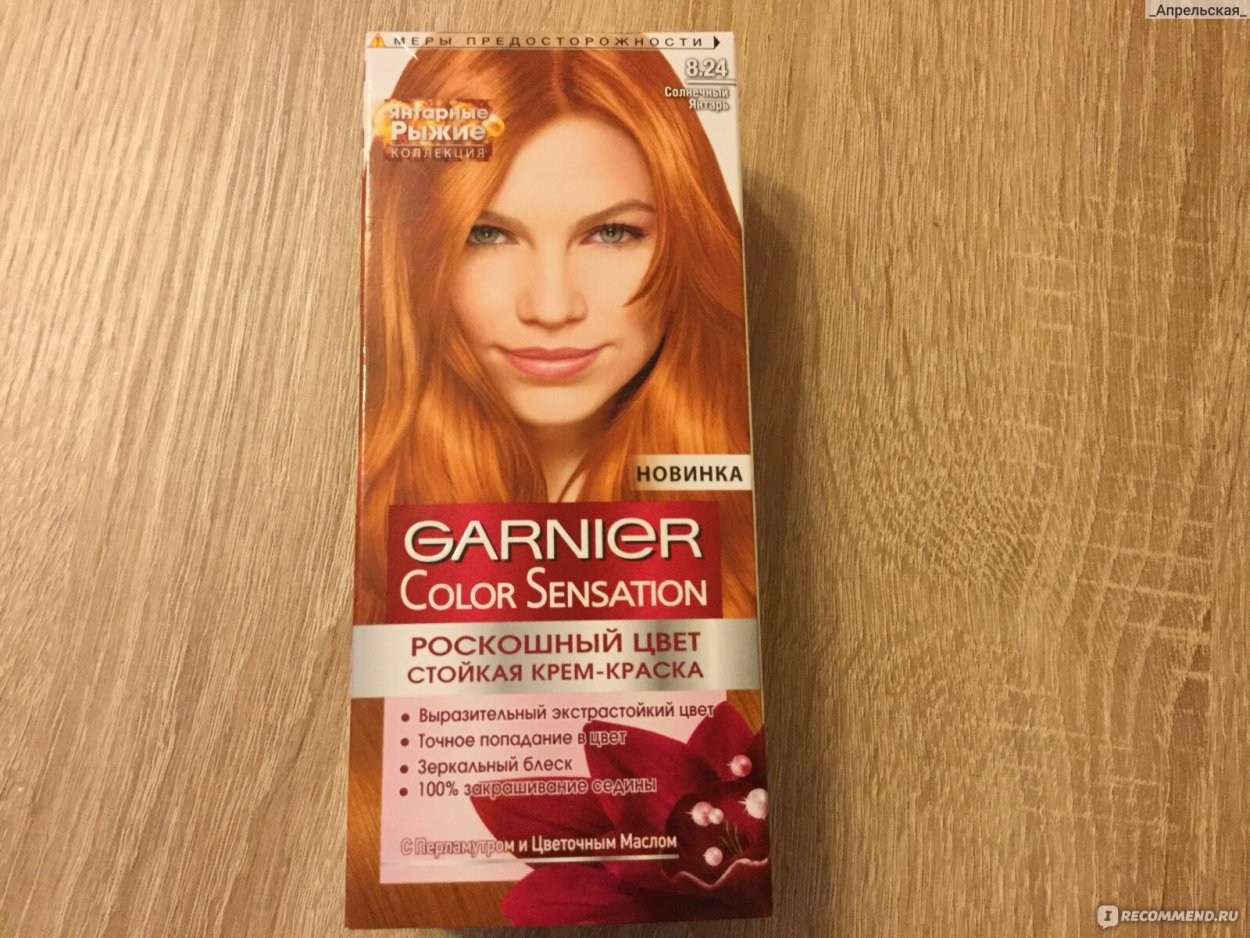 _Апрельская_
МЕРЫ ПРЕДОСТОРОЖНОСТИ
8.24
Солнечный
Янтарь
Янтарные
Рыжие
КОЛЛЕКЦИЯ
НОВИНКА
GARNIER
COLOR SENSATION
РОСКОШНЫЙ ЦВЕТ
СТОЙКАЯ КРЕМ-КРАСКА
• Выразительный экстрастойкий цвет
• Точное попадание в цвет
• Зеркальный блеск
• 100% закрашивание седины
С Перламутром и Цветочным Маслом
I RECOMMEND.RU